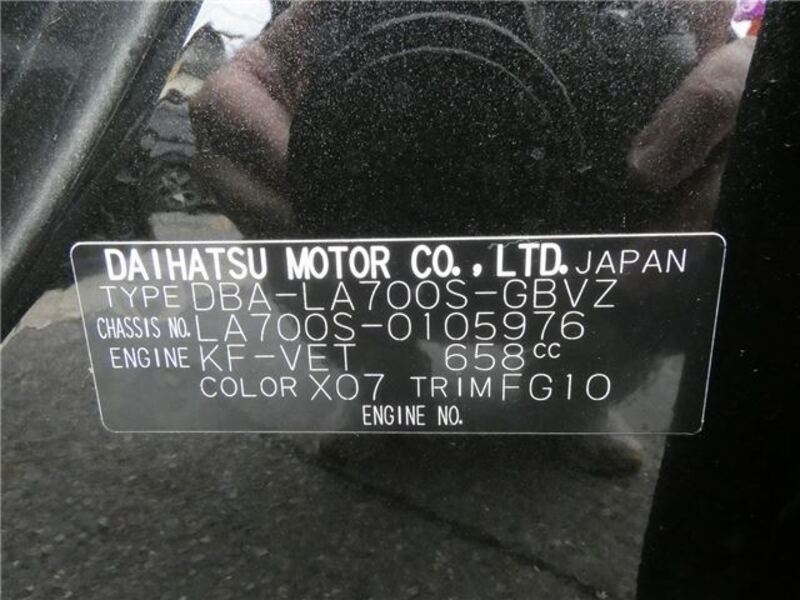 DAIHATSU MOTOR CO., LTD. JAPAN
TYPE DBA-LA700S-GBVZ
CHASSIS NO. LA700S-0105976
ENGINE KF-VET 658cc
COLOR X07 TRIM FG10
ENGINE NO.